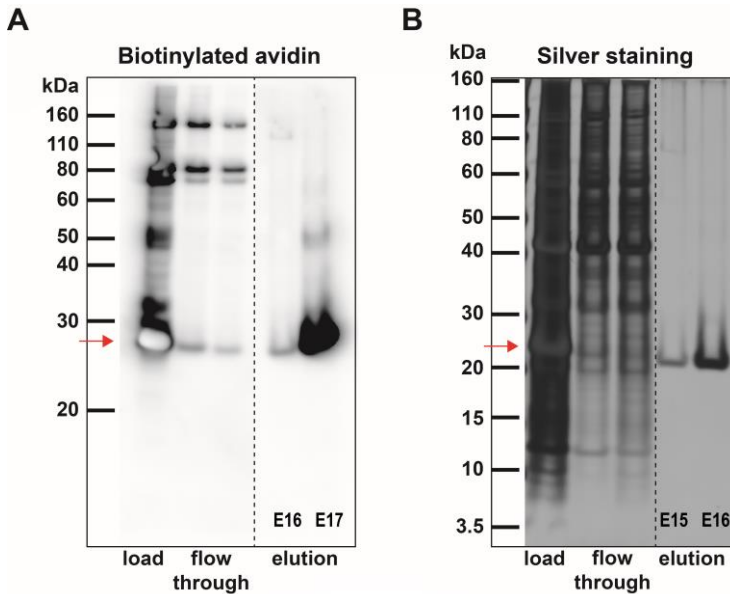 A
Biotinylated avidin
kDa
160
110
80
60
50
40
30
20
E16 E17
load flow elution
through
B
Silver staining
kDa
160
110
80
60
50
40
30
20
15
10
3.5
E15 E16
load flow elution
through